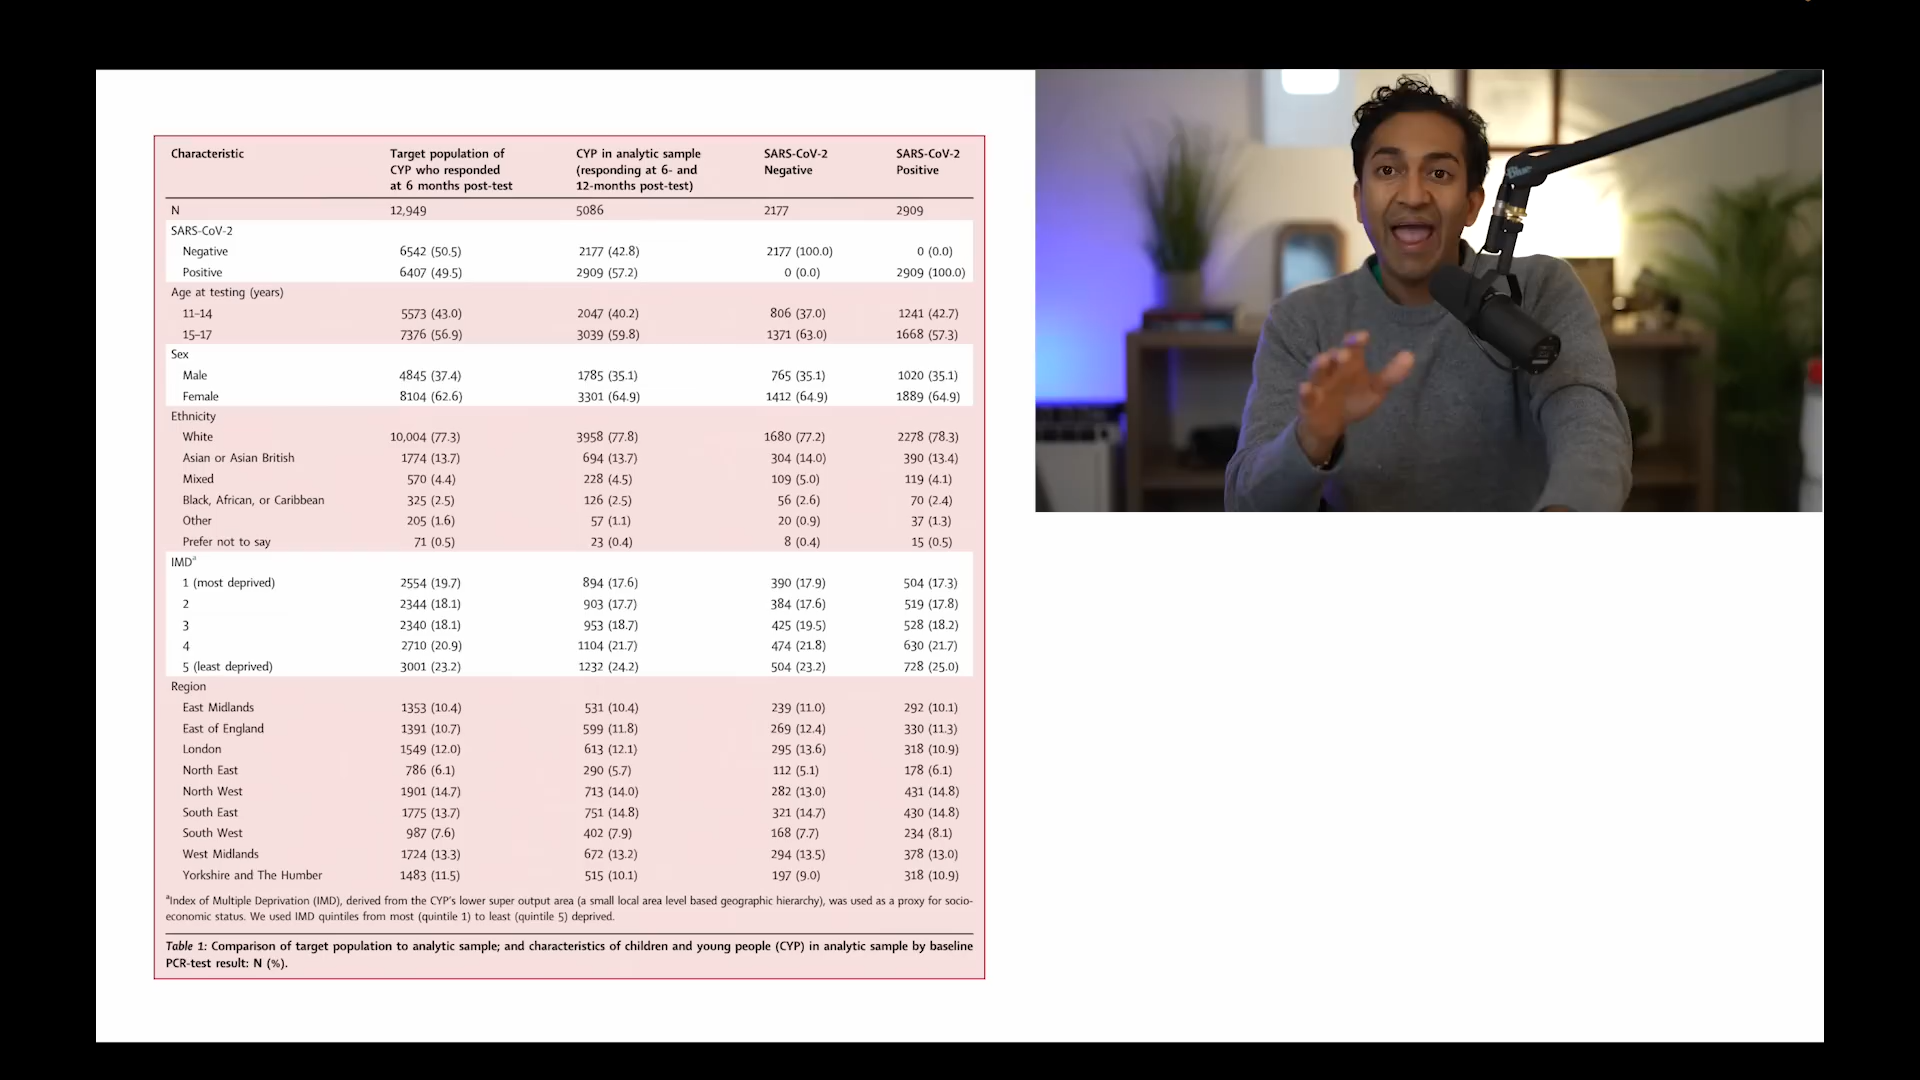 Characteristic Target population of CYP in analytic sample SARS-CoV-2 SARS-CoV-2
CYP who responded (responding at 6- and Negative Positive
at 6 months post-test 12-months post-test)
N 12,949 5086 2177 2909
SARS-CoV-2
Negative 6542 (50.5) 2177 (42.8) 2177 (100.0) 0 (0.0)
Positive 6407 (49.5) 2909 (57.2) 0 (0.0) 2909 (100.0)
Age at testing (years)
11–14 5573 (43.0) 2047 (40.2) 806 (37.0) 1241 (42.7)
15–17 7376 (56.9) 3039 (59.8) 1371 (63.0) 1668 (57.3)
Sex
Male 4845 (37.4) 1785 (35.1) 765 (35.1) 1020 (35.1)
Female 8104 (62.6) 3301 (64.9) 1412 (64.9) 1889 (64.9)
Ethnicity
White 10,004 (77.3) 3958 (77.8) 1680 (77.2) 2278 (78.3)
Asian or Asian British 1774 (13.7) 694 (13.7) 304 (14.0) 390 (13.4)
Mixed 570 (4.4) 228 (4.5) 109 (5.0) 119 (4.1)
Black, African, or Caribbean 325 (2.5) 126 (2.5) 56 (2.6) 70 (2.4)
Other 205 (1.6) 57 (1.1) 20 (0.9) 37 (1.3)
Prefer not to say 71 (0.5) 23 (0.4) 8 (0.4) 15 (0.5)
IMDa
1 (most deprived) 2554 (19.7) 894 (17.6) 390 (17.9) 504 (17.3)
2 2344 (18.1) 903 (17.7) 384 (17.6) 519 (17.8)
3 2340 (18.1) 953 (18.7) 425 (19.5) 528 (18.2)
4 2710 (20.9) 1104 (21.7) 474 (21.8) 630 (21.7)
5 (least deprived) 3001 (23.2) 1232 (24.2) 504 (23.2) 728 (25.0)
Region
East Midlands 1353 (10.4) 531 (10.4) 239 (11.0) 292 (10.1)
East of England 1391 (10.7) 599 (11.8) 269 (12.4) 330 (11.3)
London 1549 (12.0) 613 (12.1) 295 (13.6) 318 (10.9)
North East 786 (6.1) 290 (5.7) 112 (5.1) 178 (6.1)
North West 1901 (14.7) 713 (14.0) 282 (13.0) 431 (14.8)
South East 1775 (13.7) 751 (14.8) 321 (14.7) 430 (14.8)
South West 987 (7.6) 402 (7.9) 168 (7.7) 234 (8.1)
West Midlands 1724 (13.3) 672 (13.2) 294 (13.5) 378 (13.0)
Yorkshire and The Humber 1483 (11.5) 515 (10.1) 197 (9.0) 318 (10.9)
aIndex of Multiple Deprivation (IMD), derived from the CYP's lower super output area (a small local area level based geographic hierarchy), was used as a proxy for socio-
economic status. We used IMD quintiles from most (quintile 1) to least (quintile 5) deprived.
Table 1: Comparison of target population to analytic sample; and characteristics of children and young people (CYP) in analytic sample by baseline
PCR-test result: N (%).